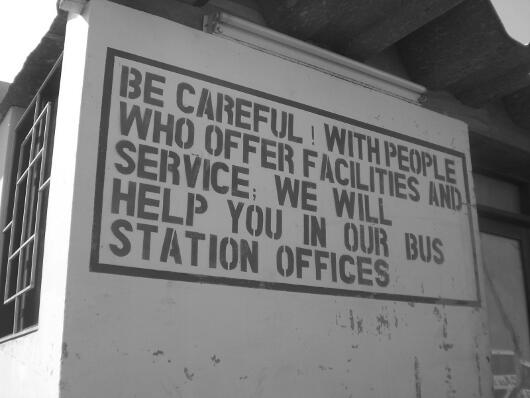 BE CAREFUL! WITH PEOPLE
WHO OFFER FACILITIES AND
SERVICE, WE WILL
HELP YOU IN OUR BUS
STATION OFFICES